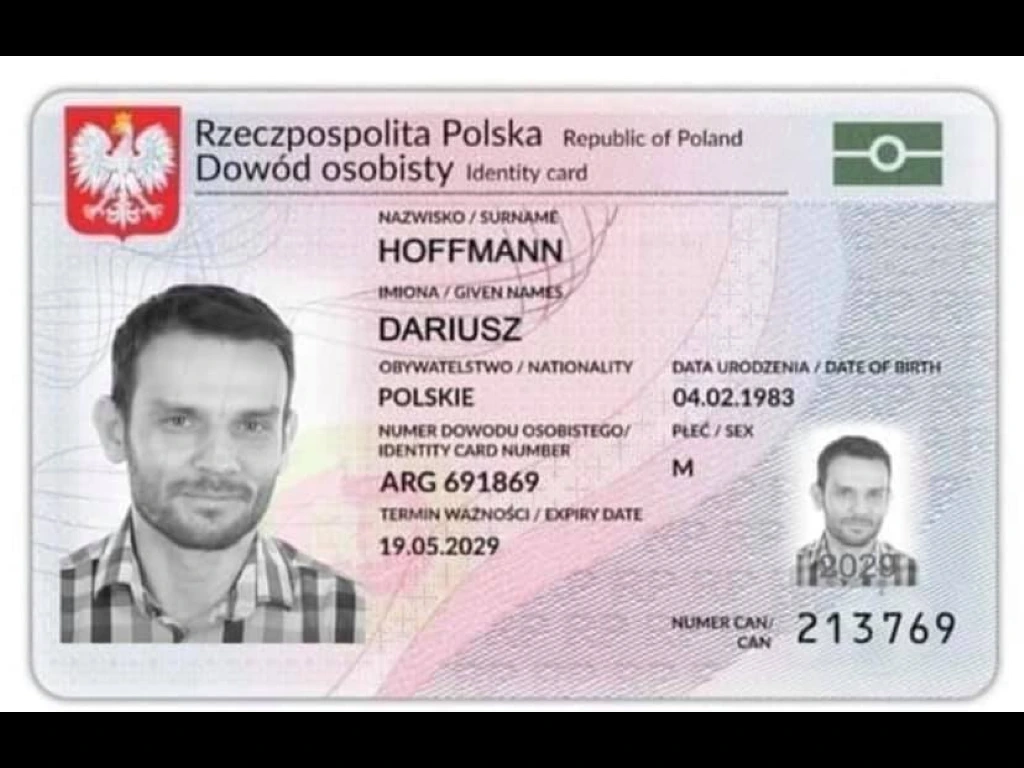 Rzeczpospolita Polska Republic of Poland
Dowód osobisty Identity card
NAZWISKO / SURNAME
HOFFMANN
IMIONA / GIVEN NAMES
DARIUSZ
OBYWATELSTWO / NATIONALITY
POLSKIE
DATA URODZENIA / DATE OF BIRTH
04.02.1983
NUMER DOWODU OSOBISTEGO/
IDENTITY CARD NUMBER
ARG 691869
PŁEĆ / SEX
M
TERMIN WAŻNOŚCI / EXPIRY DATE
19.05.2029
2029
NUMER CAN/
CAN
213769